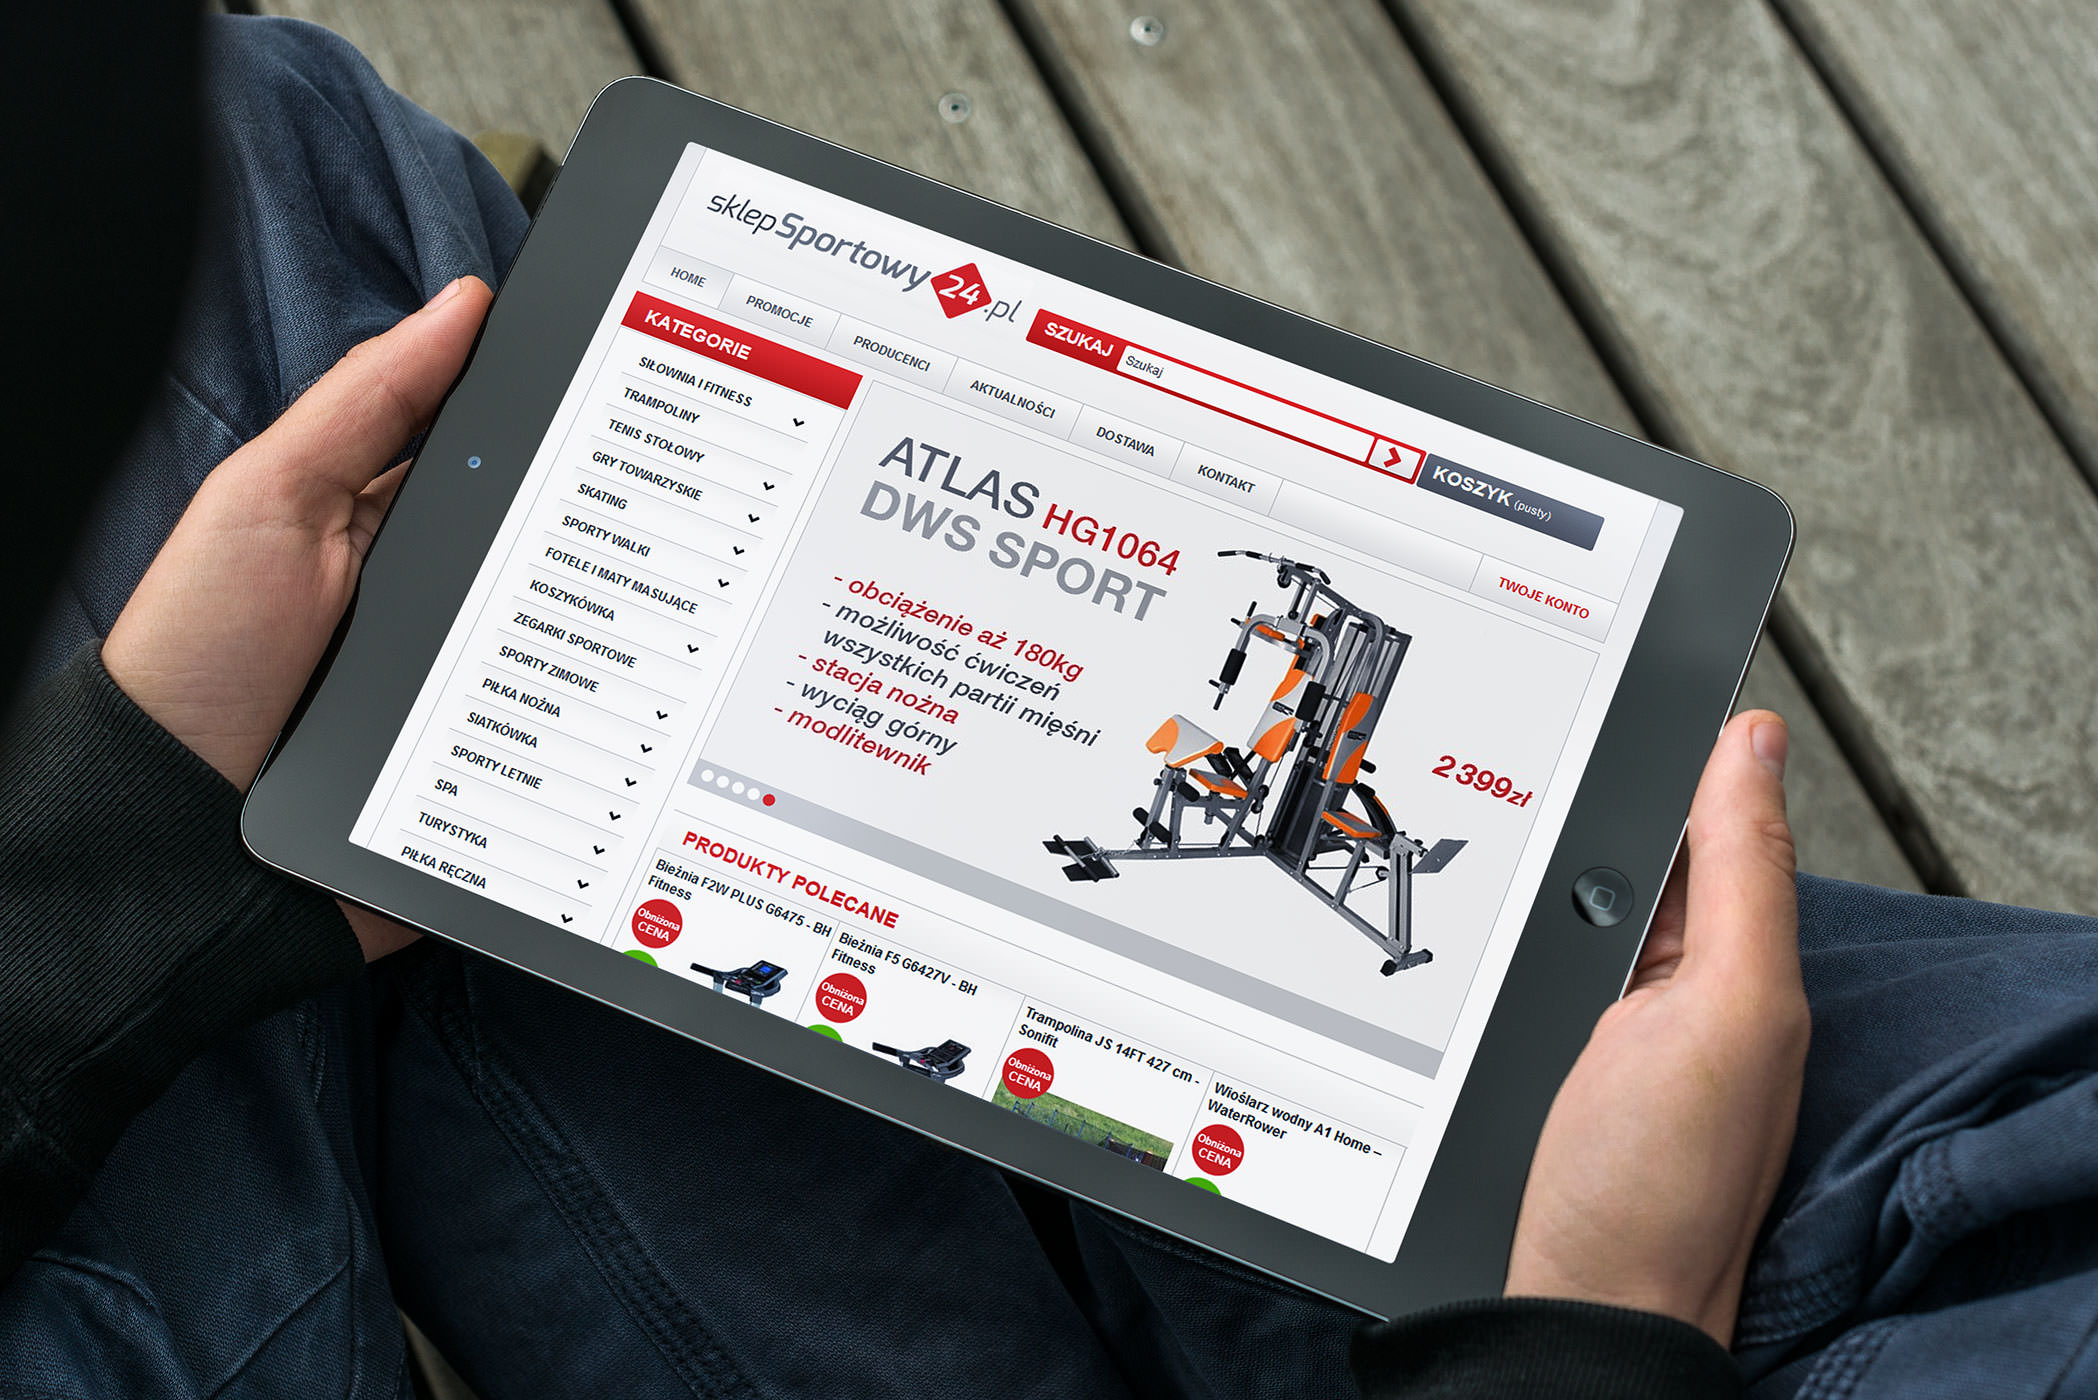 sklepSportowy24.pl
SZUKAJ Szukaj
KOSZYK (pusty)
HOME PROMOCJE PRODUCENCI AKTUALNOŚCI DOSTAWA KONTAKT TWOJE KONTO
KATEGORIE
SIŁOWNIA I FITNESS
TRAMPOLINY
TENIS STOŁOWY
GRY TOWARZYSKIE
SKATING
SPORTY WALKI
FOTELE I MATY MASUJĄCE
KOSZYKÓWKA
ZEGARKI SPORTOWE
SPORTY ZIMOWE
PIŁKA NOŻNA
SIATKÓWKA
SPORTY LETNIE
SPA
TURYSTYKA
PIŁKA RĘCZNA
ATLAS HG1064
DWS SPORT
- obciążenie aż 180kg
- możliwość ćwiczeń
wszystkich partii mięśni
- stacja nożna
- wyciąg górny
- modlitewnik
2 399zł
PRODUKTY POLECANE
Bieżnia F2W PLUS G6475 - BH
Fitness
Obniżona
CENA
Bieżnia F5 G6427V - BH
Fitness
Obniżona
CENA
Trampolina JS 14FT 427 cm -
Sonifit
Obniżona
CENA
Wioślarz wodny A1 Home –
WaterRower
Obniżona
CENA